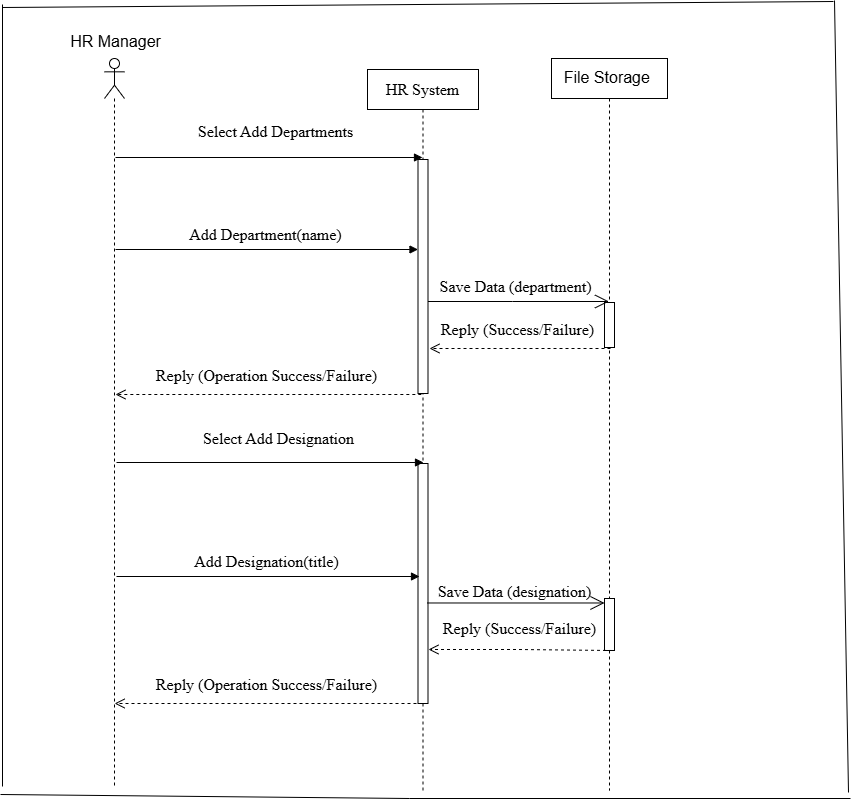 HR Manager
HR System
File Storage
Select Add Departments
Add Department(name)
Save Data (department)
Reply (Success/Failure)
Reply (Operation Success/Failure)
Select Add Designation
Add Designation(title)
Save Data (designation)
Reply (Success/Failure)
Reply (Operation Success/Failure)